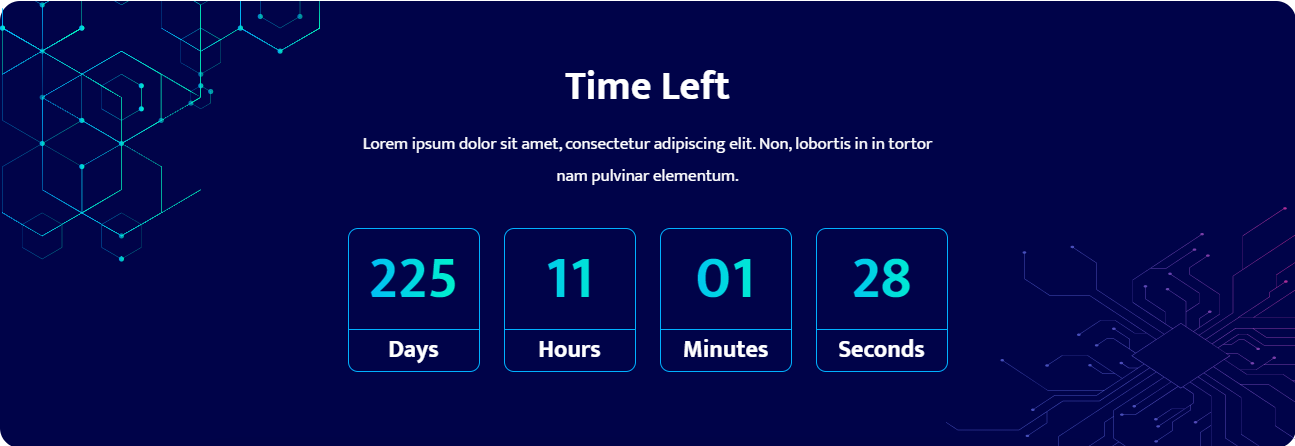 Time Left
Lorem ipsum dolor sit amet, consectetur adipiscing elit. Non, lobortis in in tortor
nam pulvinar elementum.
225 11 01 28
Days Hours Minutes Seconds